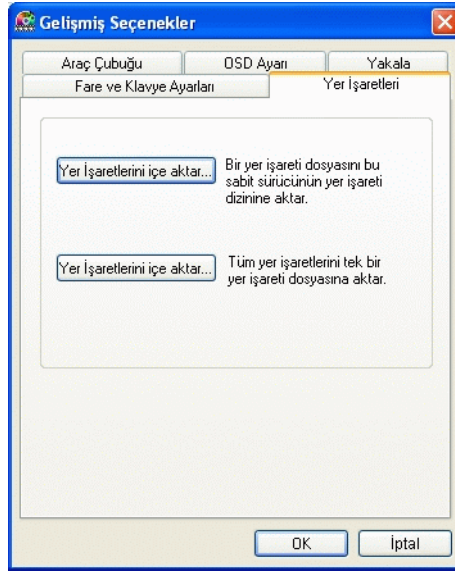 Gelişmiş Seçenekler
Araç Çubuğu
OSD Ayarı
Yakala
Fare ve Klavye Ayarları
Yer İşaretleri
Yer İşaretlerini içe aktar...
Bir yer işareti dosyasını bu
sabit sürücünün yer işareti
dizinine aktar.
Yer İşaretlerini içe aktar...
Tüm yer işaretlerini tek bir
yer işareti dosyasına aktar.
OK
İptal